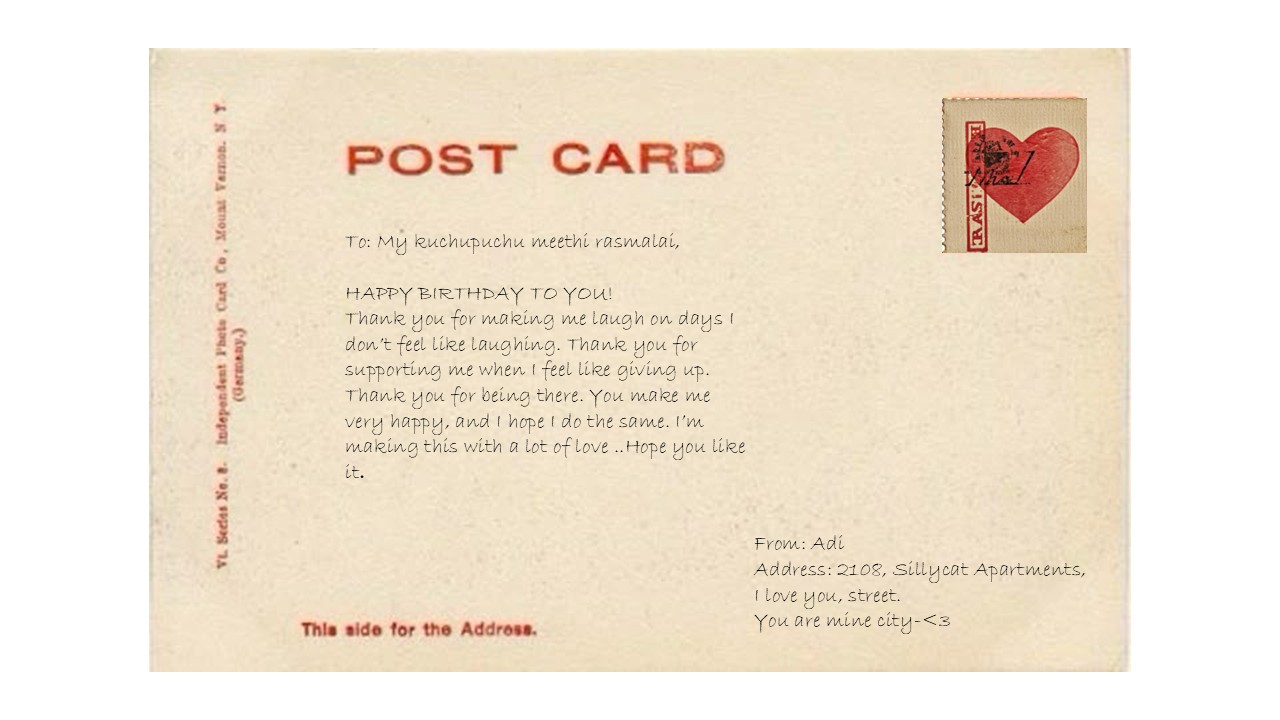 POST CARD
To: My kuchupuchu meethi rasmalai,
HAPPY BIRTHDAY TO YOU!
Thank you for making me laugh on days I
don’t feel like laughing. Thank you for
supporting me when I feel like giving up.
Thank you for being there. You make me
very happy, and I hope I do the same. I’m
making this with a lot of love ..Hope you like
it.
From: Adi
Address: 2108, Sillycat Apartments,
I love you, street.
You are mine city-<3
This side for the Address.
Vi. Series No. 8. Independent Photo Card Co., Mount Vernon. N Y
(Germany.)